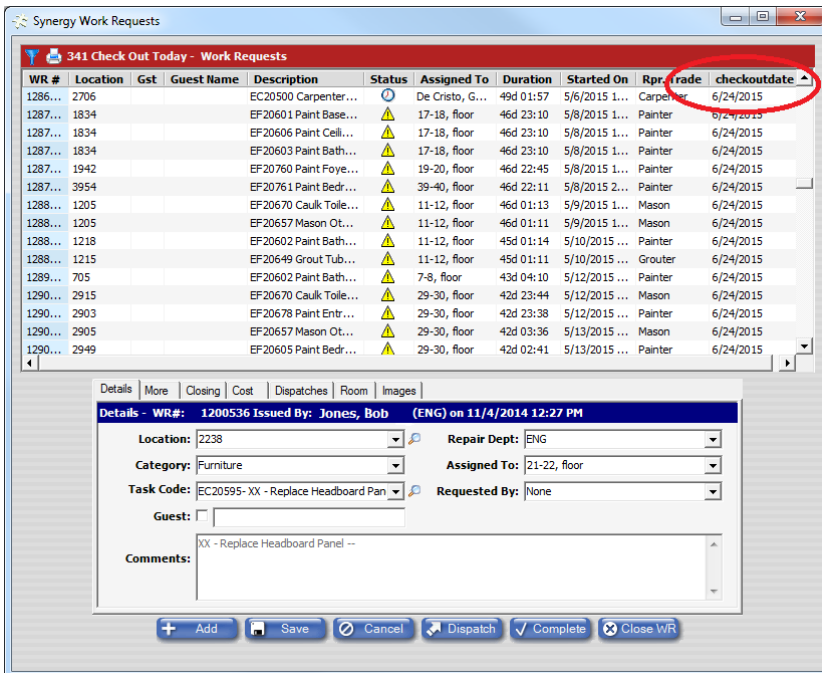 Synergy Work Requests
341 Check Out Today - Work Requests
WR # Location Gst Guest Name Description Status Assigned To Duration Started On Rpr. Trade checkoutdate
1286... 2706 EC20500 Carpenter... De Cristo, G... 49d 01:57 5/6/2015 1... Carpenter 6/24/2015
1287... 1834 EF20601 Paint Base... 17-18, floor 46d 23:10 5/8/2015 1... Painter 6/24/2015
1287... 1834 EF20606 Paint Ceili... 17-18, floor 46d 23:10 5/8/2015 1... Painter 6/24/2015
1287... 1834 EF20603 Paint Bath... 17-18, floor 46d 23:10 5/8/2015 1... Painter 6/24/2015
1287... 1942 EF20760 Paint Foye... 19-20, floor 46d 22:45 5/8/2015 1... Painter 6/24/2015
1287... 3954 EF20761 Paint Bedr... 39-40, floor 46d 22:11 5/8/2015 2... Painter 6/24/2015
1288... 1205 EF20670 Caulk Toile... 11-12, floor 46d 01:13 5/9/2015 1... Mason 6/24/2015
1288... 1205 EF20657 Mason Ot... 11-12, floor 46d 01:11 5/9/2015 1... Mason 6/24/2015
1288... 1218 EF20602 Paint Bath... 11-12, floor 45d 01:14 5/10/2015 ... Painter 6/24/2015
1288... 1215 EF20649 Grout Tub... 11-12, floor 45d 01:11 5/10/2015 ... Grouter 6/24/2015
1289... 705 EF20602 Paint Bath... 7-8, floor 43d 04:10 5/12/2015 ... Painter 6/24/2015
1290... 2915 EF20670 Caulk Toile... 29-30, floor 42d 23:44 5/12/2015 ... Mason 6/24/2015
1290... 2903 EF20678 Paint Entr... 29-30, floor 42d 23:38 5/12/2015 ... Painter 6/24/2015
1290... 2905 EF20657 Mason Ot... 29-30, floor 42d 03:36 5/13/2015 ... Mason 6/24/2015
1290... 2949 EF20605 Paint Bedr... 29-30, floor 42d 02:41 5/13/2015 ... Painter 6/24/2015
Details More Closing Cost Dispatches Room Images
Details - WR#: 1200536 Issued By: Jones, Bob (ENG) on 11/4/2014 12:27 PM
Location: 2238 Repair Dept: ENG
Category: Furniture Assigned To: 21-22, floor
Task Code: EC20595- XX - Replace Headboard Pan Requested By: None
Guest:
Comments: XX - Replace Headboard Panel --
Add Save Cancel Dispatch Complete Close WR